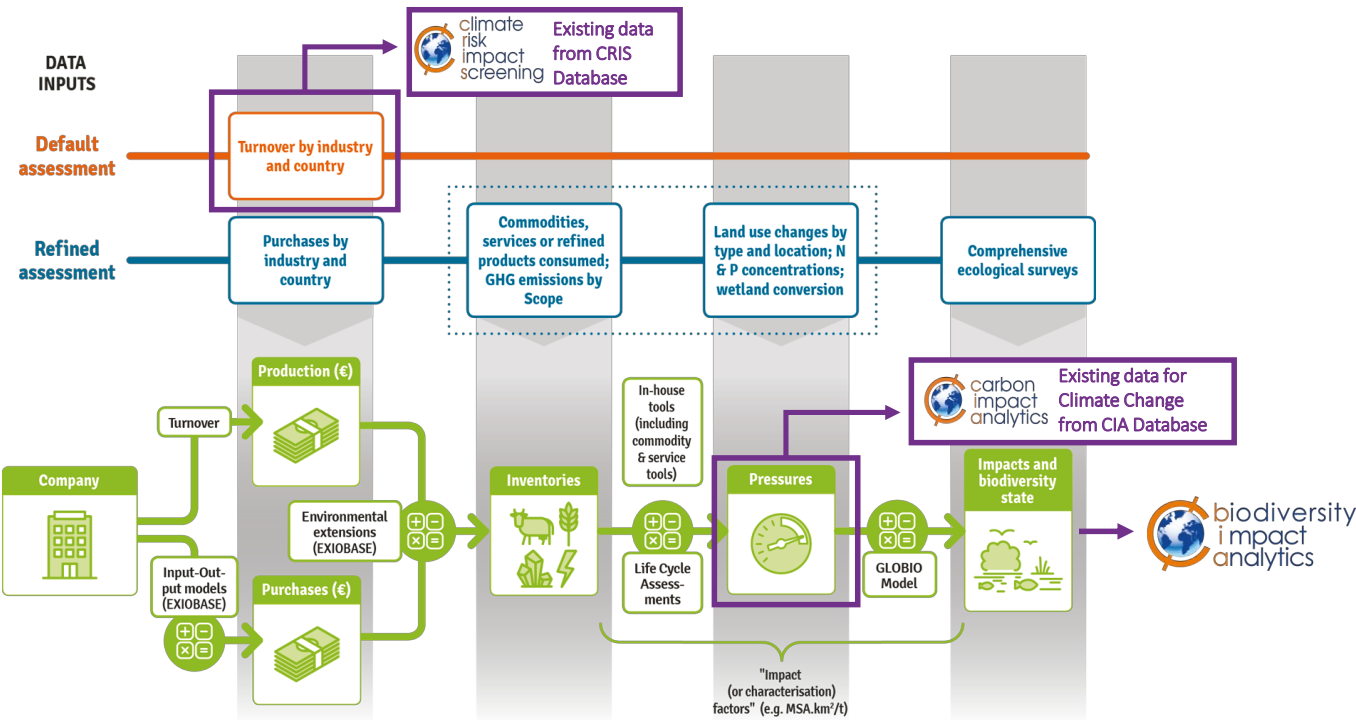 DATA
INPUTS
climate
risk
impact
screening
Existing data
from CRIS
Database
Default
assessment
Turnover by industry
and country
Refined
assessment
Purchases by
industry and
country
Commodities,
services or refined
products consumed;
GHG emissions by
Scope
Land use changes by
type and location; N
& P concentrations;
wetland conversion
Comprehensive
ecological surveys
carbon
impact
analytics
Existing data for
Climate Change
from CIA Database
Company
Turnover
Production (€)
Input-Out-
put models
(EXIOBASE)
Purchases (€)
Environmental
extensions
(EXIOBASE)
Inventories
In-house
tools
(including
commodity
& service
tools)
Life Cycle
Assess-
ments
Pressures
GLOBIO
Model
Impacts and
biodiversity
state
biodiversity
impact
analytics
"Impact
(or characterisation)
factors" (e.g. MSA.km²/t)